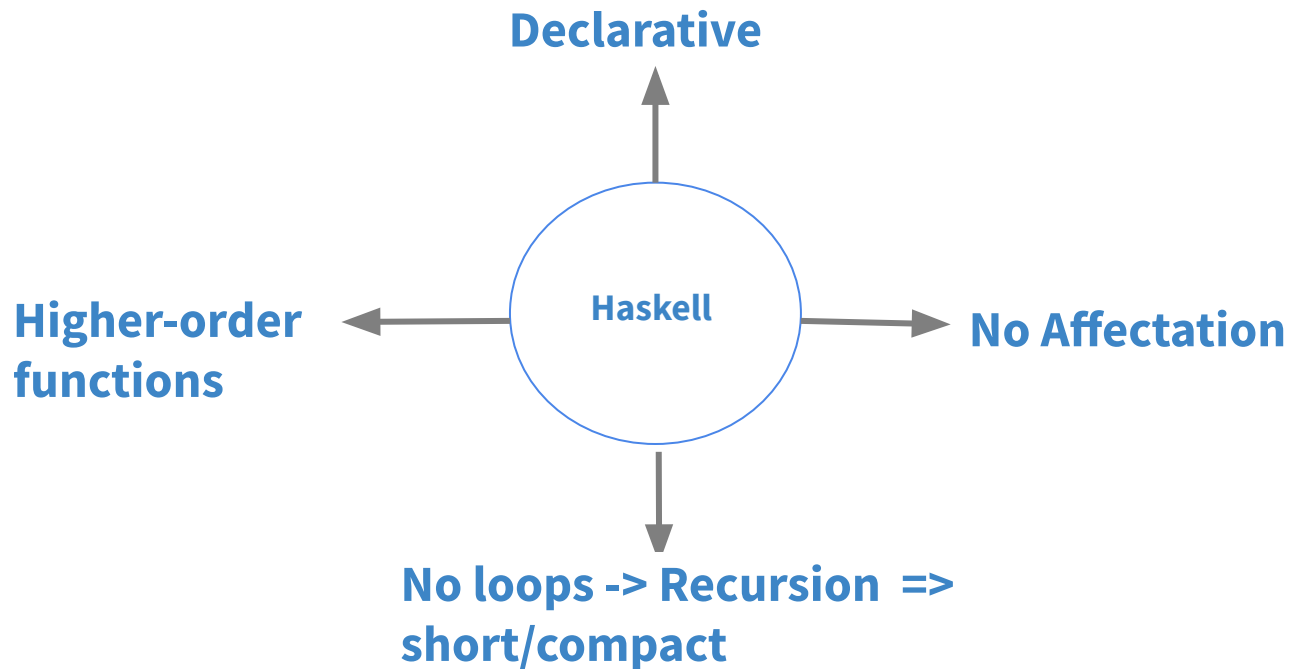 Declarative
Haskell
Higher-order
functions
No Affectation
No loops -> Recursion =>
short/compact